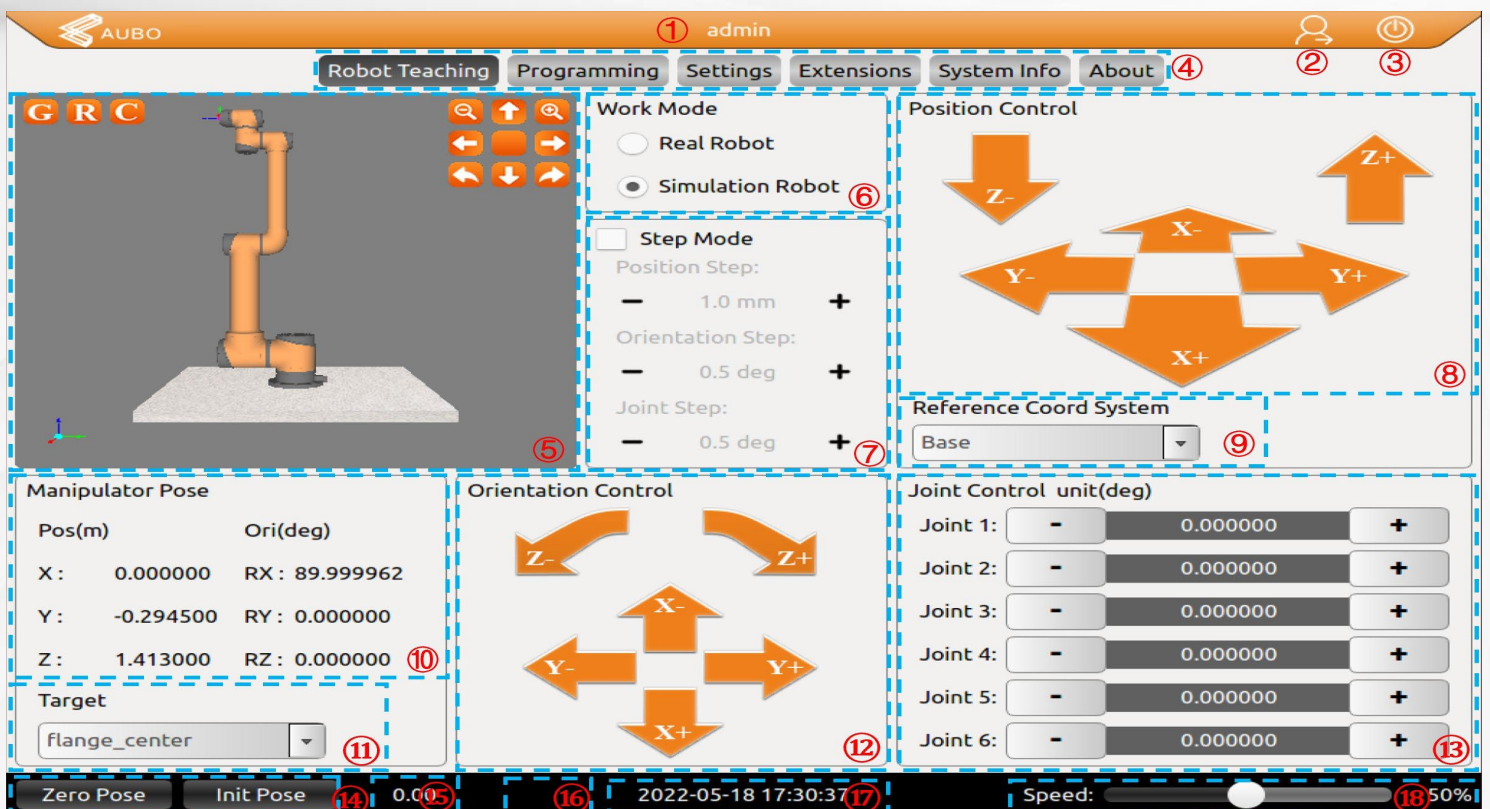 AUBO
① admin
② ③
Robot Teaching Programming Settings Extensions System Info About ④
G R C
⑤
Work Mode
Real Robot
Simulation Robot
⑥
Step Mode
Position Step:
− 1.0 mm +
Orientation Step:
− 0.5 deg +
Joint Step:
− 0.5 deg +
⑦
Position Control
Z- Z+
X-
Y- Y+
X+
⑧
Reference Coord System
Base ⑨
Manipulator Pose
Pos(m) Ori(deg)
X : 0.000000 RX : 89.999962
Y : -0.294500 RY : 0.000000
Z : 1.413000 RZ : 0.000000 ⑩
Target
flange_center ⑪
Orientation Control
Z- Z+
X-
Y- Y+
X+
⑫
Joint Control unit(deg)
Joint 1: - 0.000000 +
Joint 2: - 0.000000 +
Joint 3: - 0.000000 +
Joint 4: - 0.000000 +
Joint 5: - 0.000000 +
Joint 6: - 0.000000 +
⑬
Zero Pose Init Pose ⑭ 0.00 ⑮ ⑯ 2022-05-18 17:30:37 ⑰ Speed: ⑱ 50%